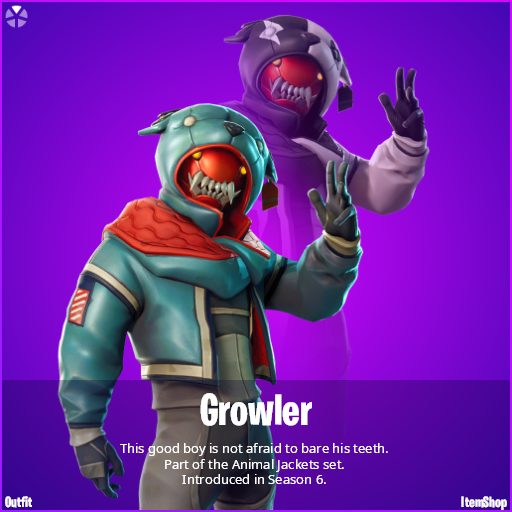 Growler
This good boy is not afraid to bare his teeth.
Part of the Animal Jackets set.
Introduced in Season 6.
Outfit
ItemShop